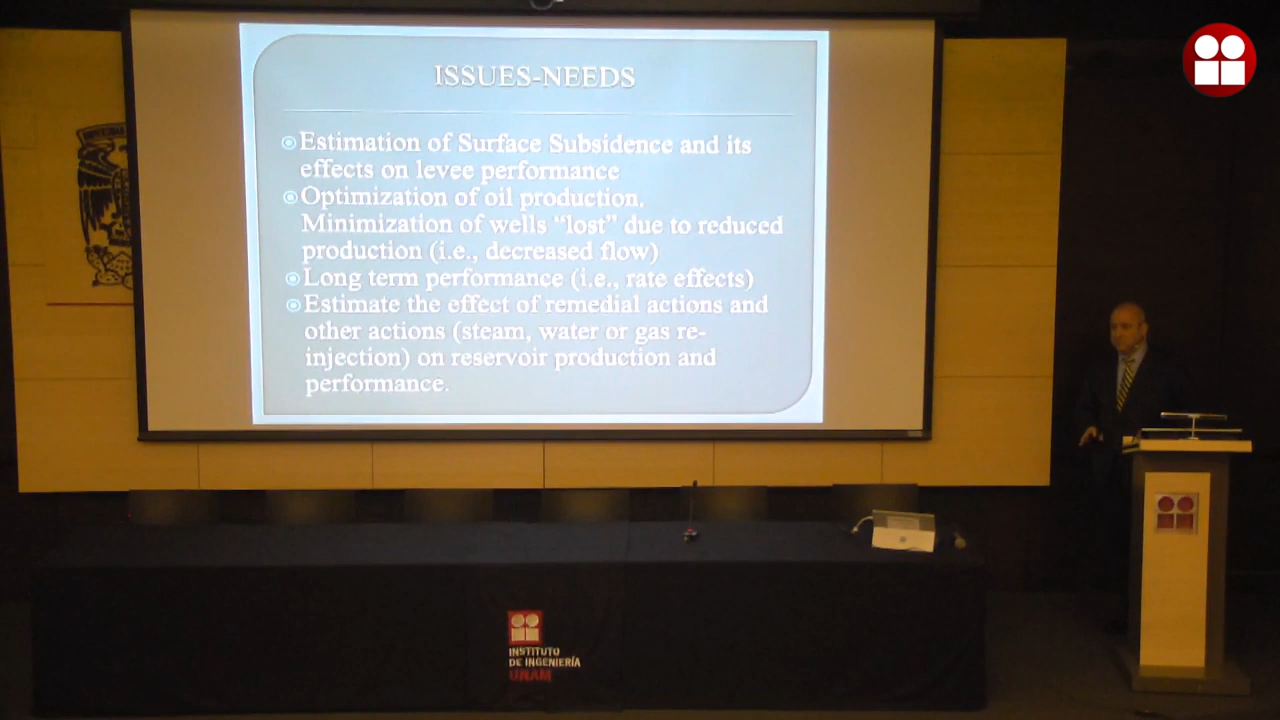 ISSUES-NEEDS
Estimation of Surface Subsidence and its
effects on levee performance
Optimization of oil production.
Minimization of wells “lost” due to reduced
production (i.e., decreased flow)
Long term performance (i.e., rate effects)
Estimate the effect of remedial actions and
other actions (steam, water or gas re-
injection) on reservoir production and
performance.
INSTITUTO
DE INGENIERÍA
UNAM